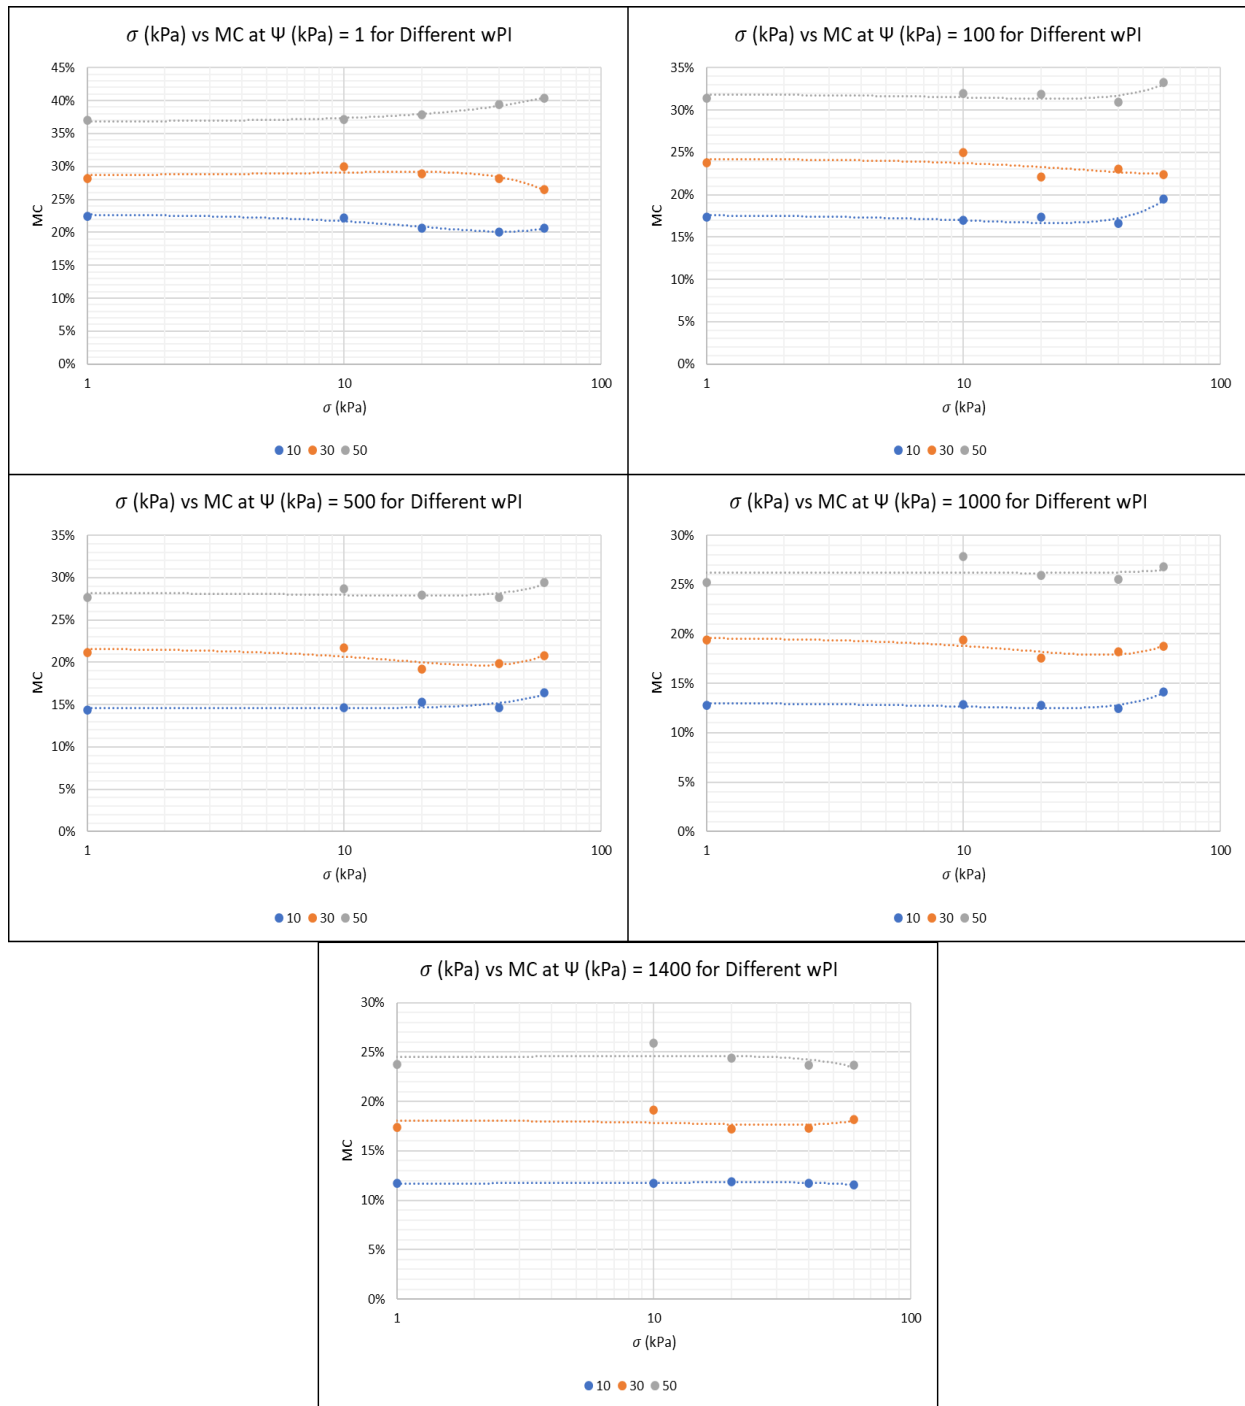 σ (kPa) vs MC at Ψ (kPa) = 1 for Different wPI
45%
40%
35%
30%
25%
20%
15%
10%
5%
0%
MC
1 10 100
σ (kPa)
10 30 50
σ (kPa) vs MC at Ψ (kPa) = 100 for Different wPI
35%
30%
25%
20%
15%
10%
5%
0%
MC
1 10 100
σ (kPa)
10 30 50
σ (kPa) vs MC at Ψ (kPa) = 500 for Different wPI
35%
30%
25%
20%
15%
10%
5%
0%
MC
1 10 100
σ (kPa)
10 30 50
σ (kPa) vs MC at Ψ (kPa) = 1000 for Different wPI
30%
25%
20%
15%
10%
5%
0%
MC
1 10 100
σ (kPa)
10 30 50
σ (kPa) vs MC at Ψ (kPa) = 1400 for Different wPI
30%
25%
20%
15%
10%
5%
0%
MC
1 10 100
σ (kPa)
10 30 50